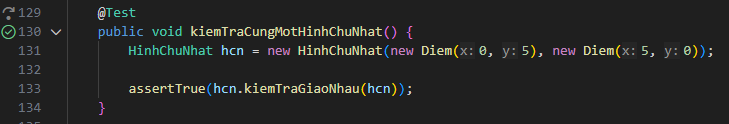 129 @Test
130 public void kiemTraCungMotHinhChuNhat() {
131 HinhChuNhat hcn = new HinhChuNhat(new Diem(x: 0, y: 5), new Diem(x: 5, y: 0));
132
133 assertTrue(hcn.kiemTraGiaoNhau(hcn));
134 }
135